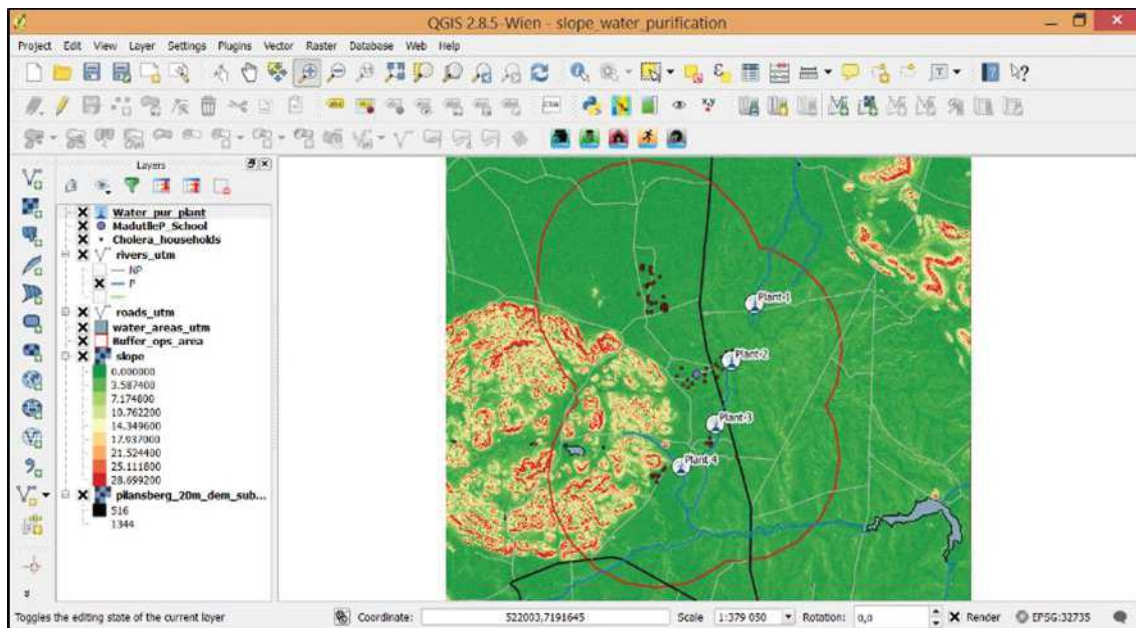 QGIS 2.8.5-Wien - slope_water_purification
Project Edit View Layer Settings Plugins Vector Raster Database Web Help
Layers
Water_pur_plant
MadutlleP_School
Cholera_households
rivers_utm
NP
P
roads_utm
water_areas_utm
Buffer_ops_area
slope
0.000000
3.587400
7.174800
10.762200
14.349600
17.937000
21.524400
25.111800
28.699200
pilansberg_20m_dem_sub...
516
1344
Plant-1
Plant-2
Plant-3
Plant-4
Toggles the editing state of the current layer Coordinate: 522003,7191645 Scale 1:379 050 Rotation: 0,0 Render EPSG:32735